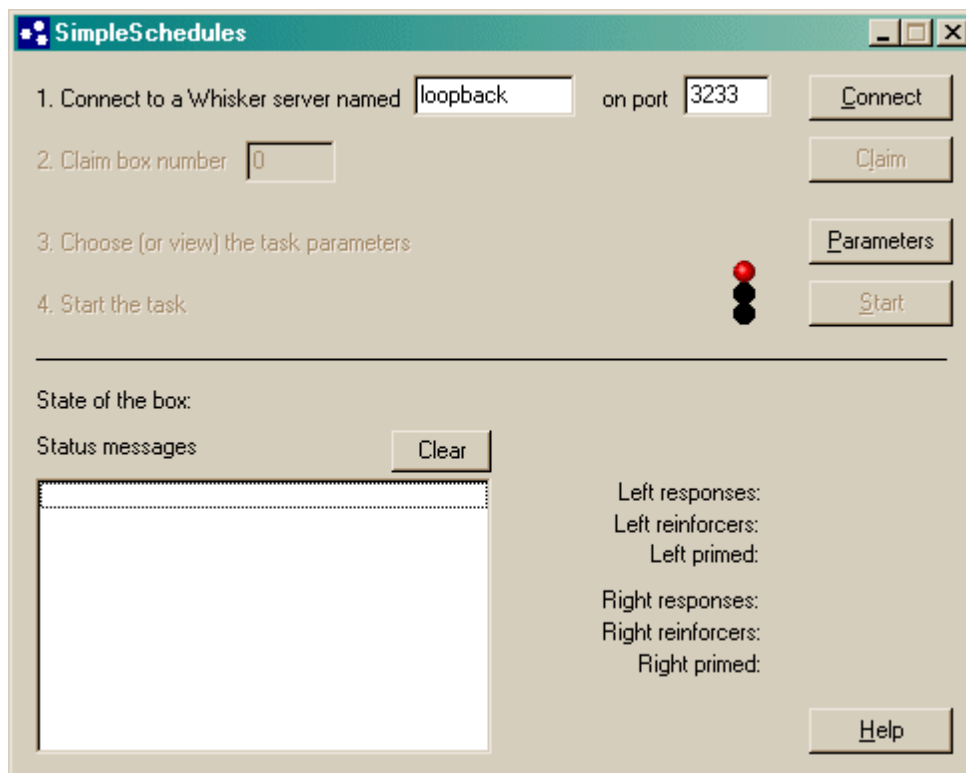 SimpleSchedules
1. Connect to a Whisker server named loopback on port 3233 Connect
2. Claim box number 0 Claim
3. Choose (or view) the task parameters Parameters
4. Start the task Start
State of the box:
Status messages Clear
Left responses:
Left reinforcers:
Left primed:
Right responses:
Right reinforcers:
Right primed:
Help